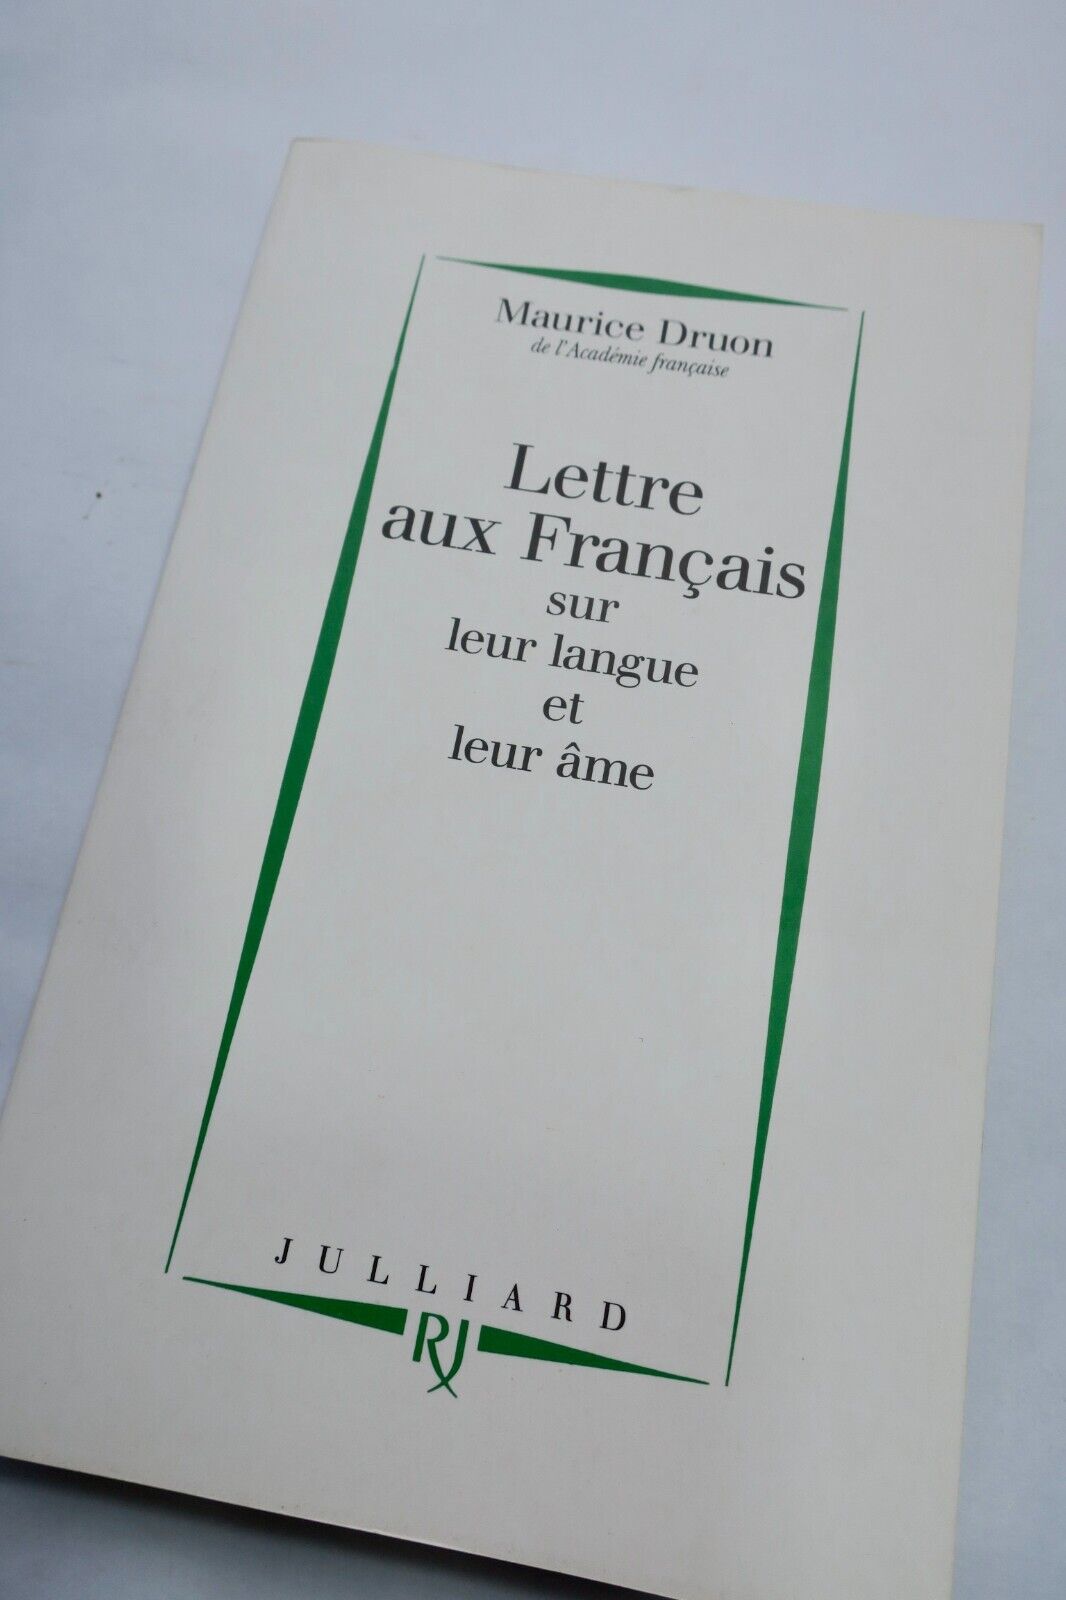 Maurice Druon
de l'Académie française
Lettre
aux Français
sur
leur langue
et
leur âme
JULLIARD
RJ